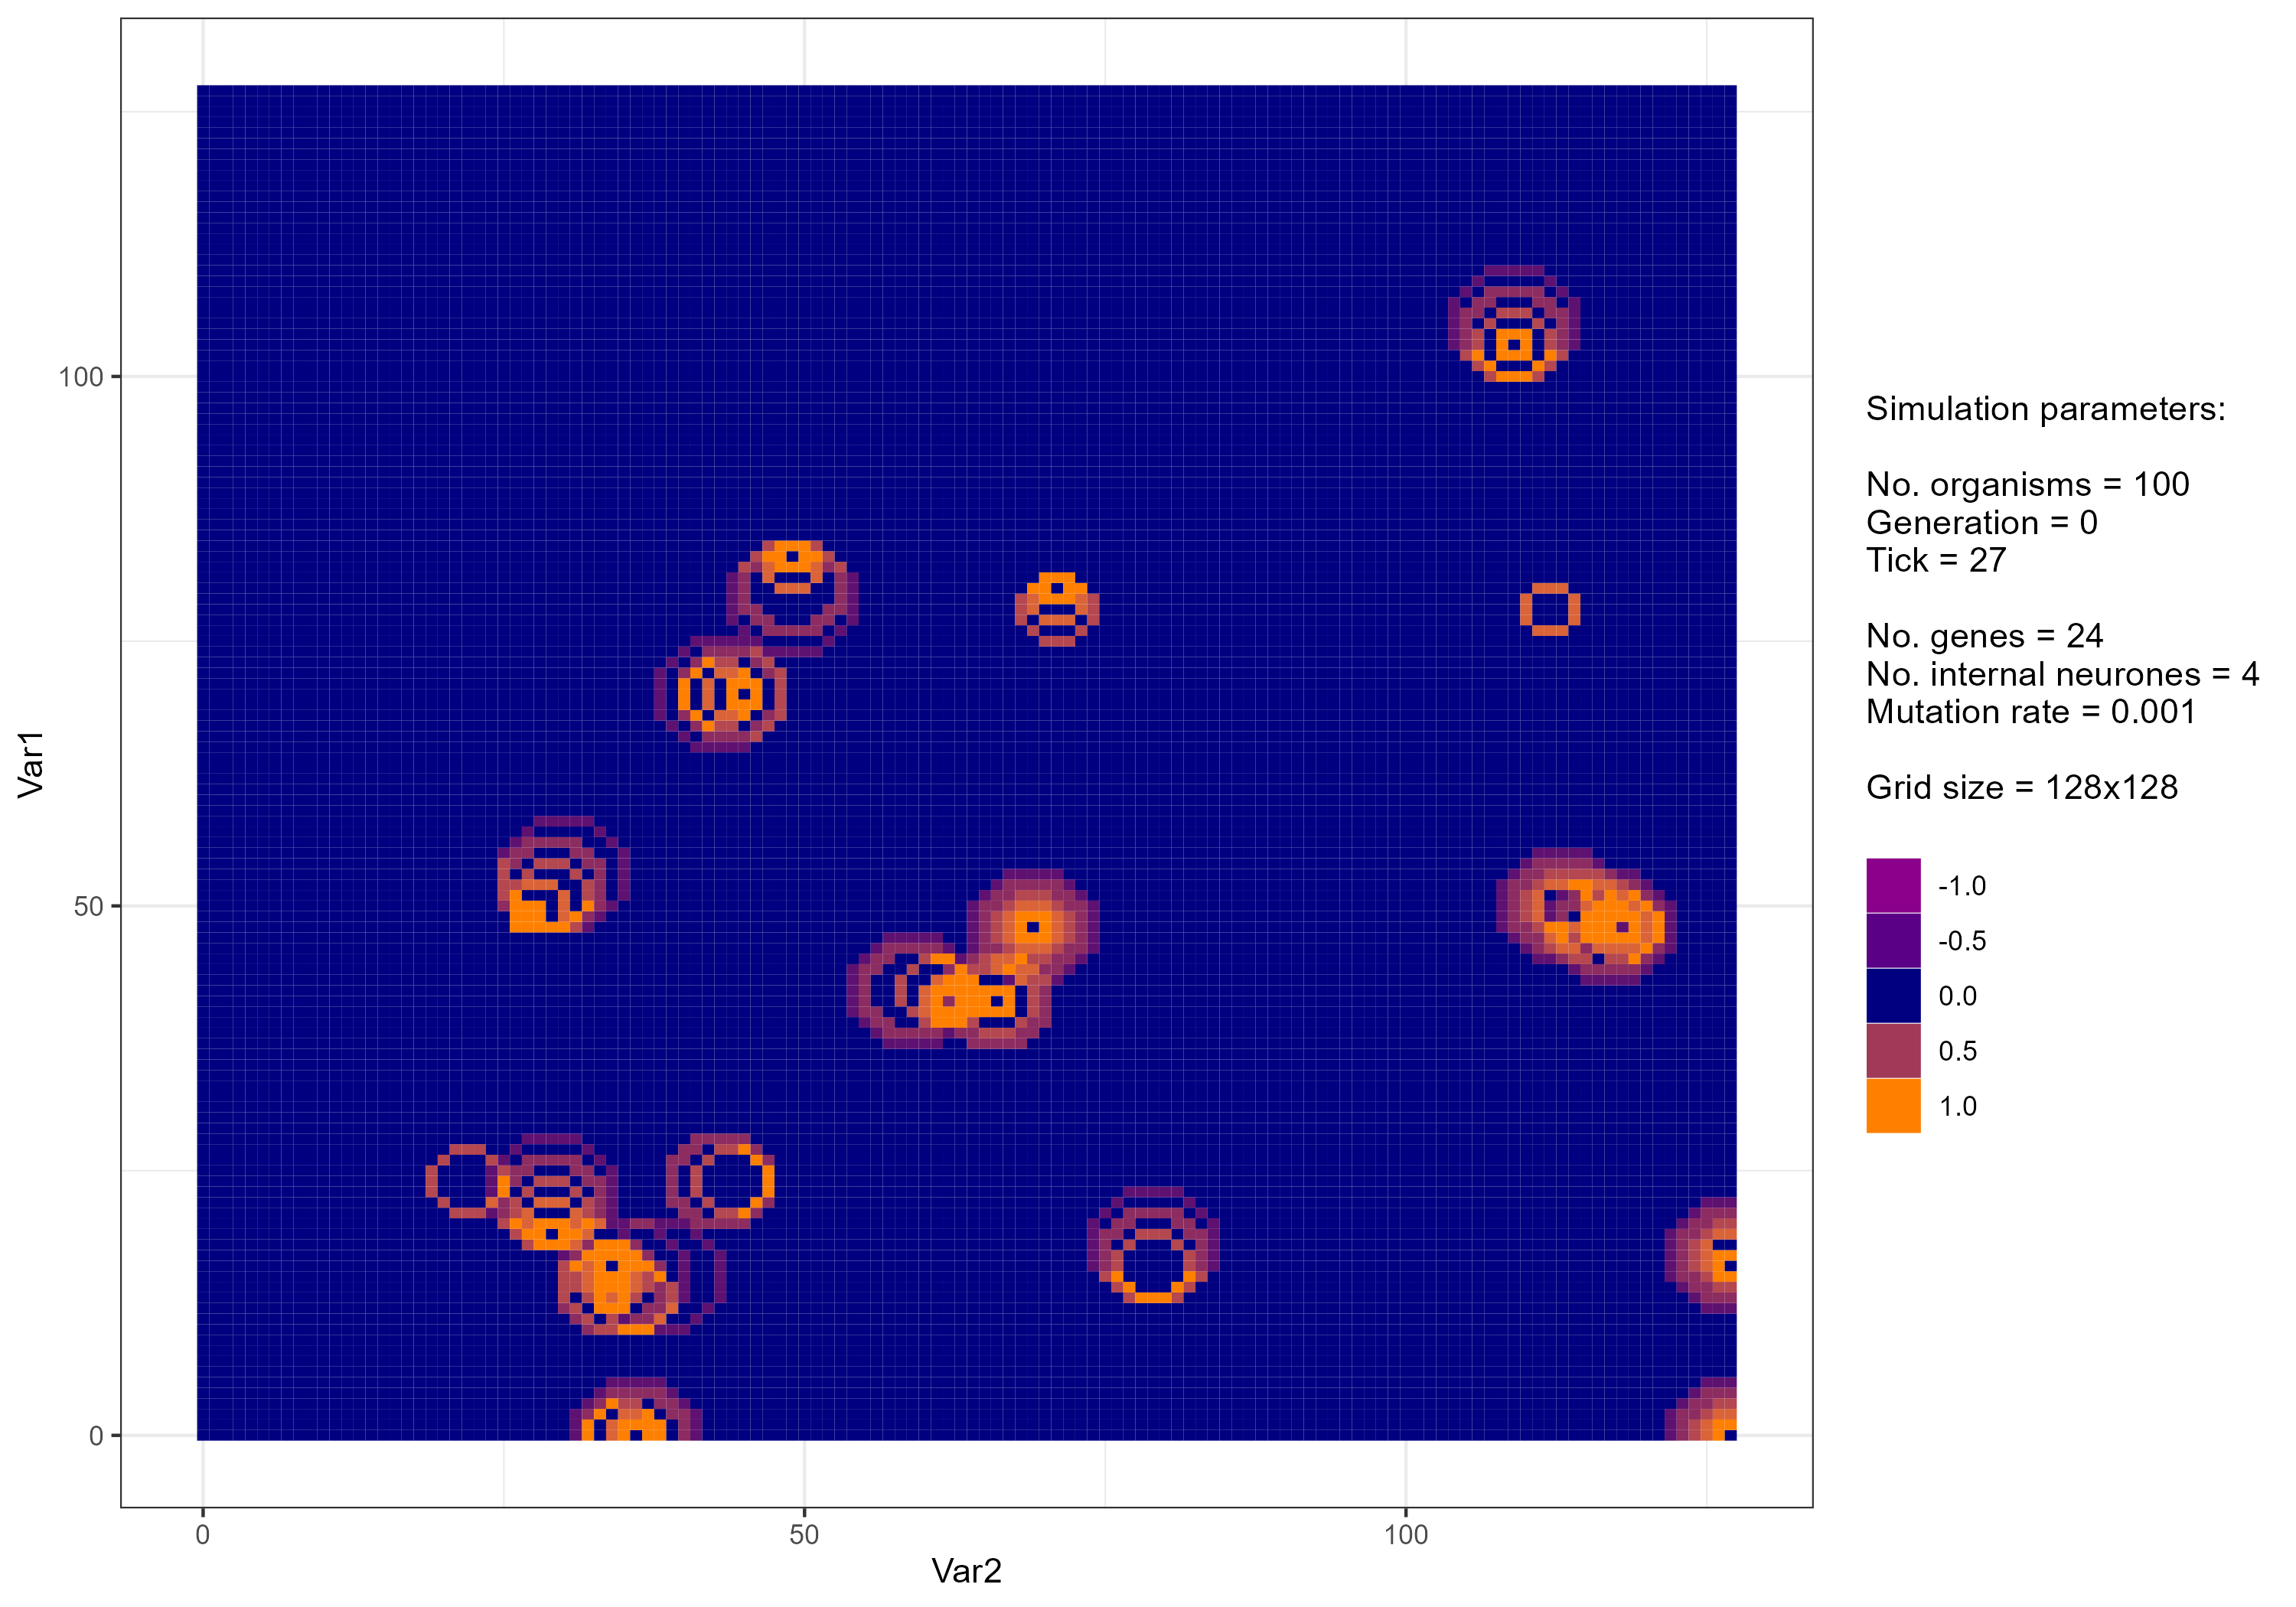 Var1
100
50
0
0
50
100
Var2
Simulation parameters:
No. organisms = 100
Generation = 0
Tick = 27
No. genes = 24
No. internal neurones = 4
Mutation rate = 0.001
Grid size = 128x128
-1.0
-0.5
0.0
0.5
1.0